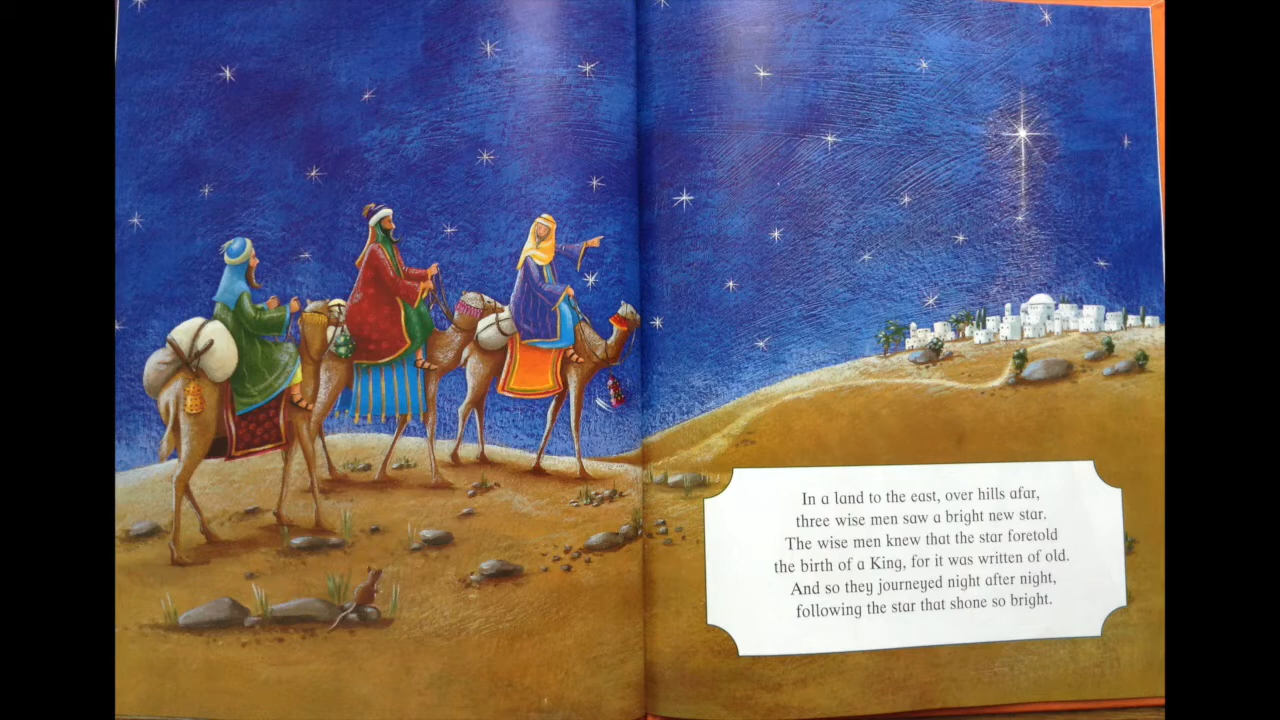 In a land to the east, over hills afar,
three wise men saw a bright new star.
The wise men knew that the star foretold
the birth of a King, for it was written of old.
And so they journeyed night after night,
following the star that shone so bright.